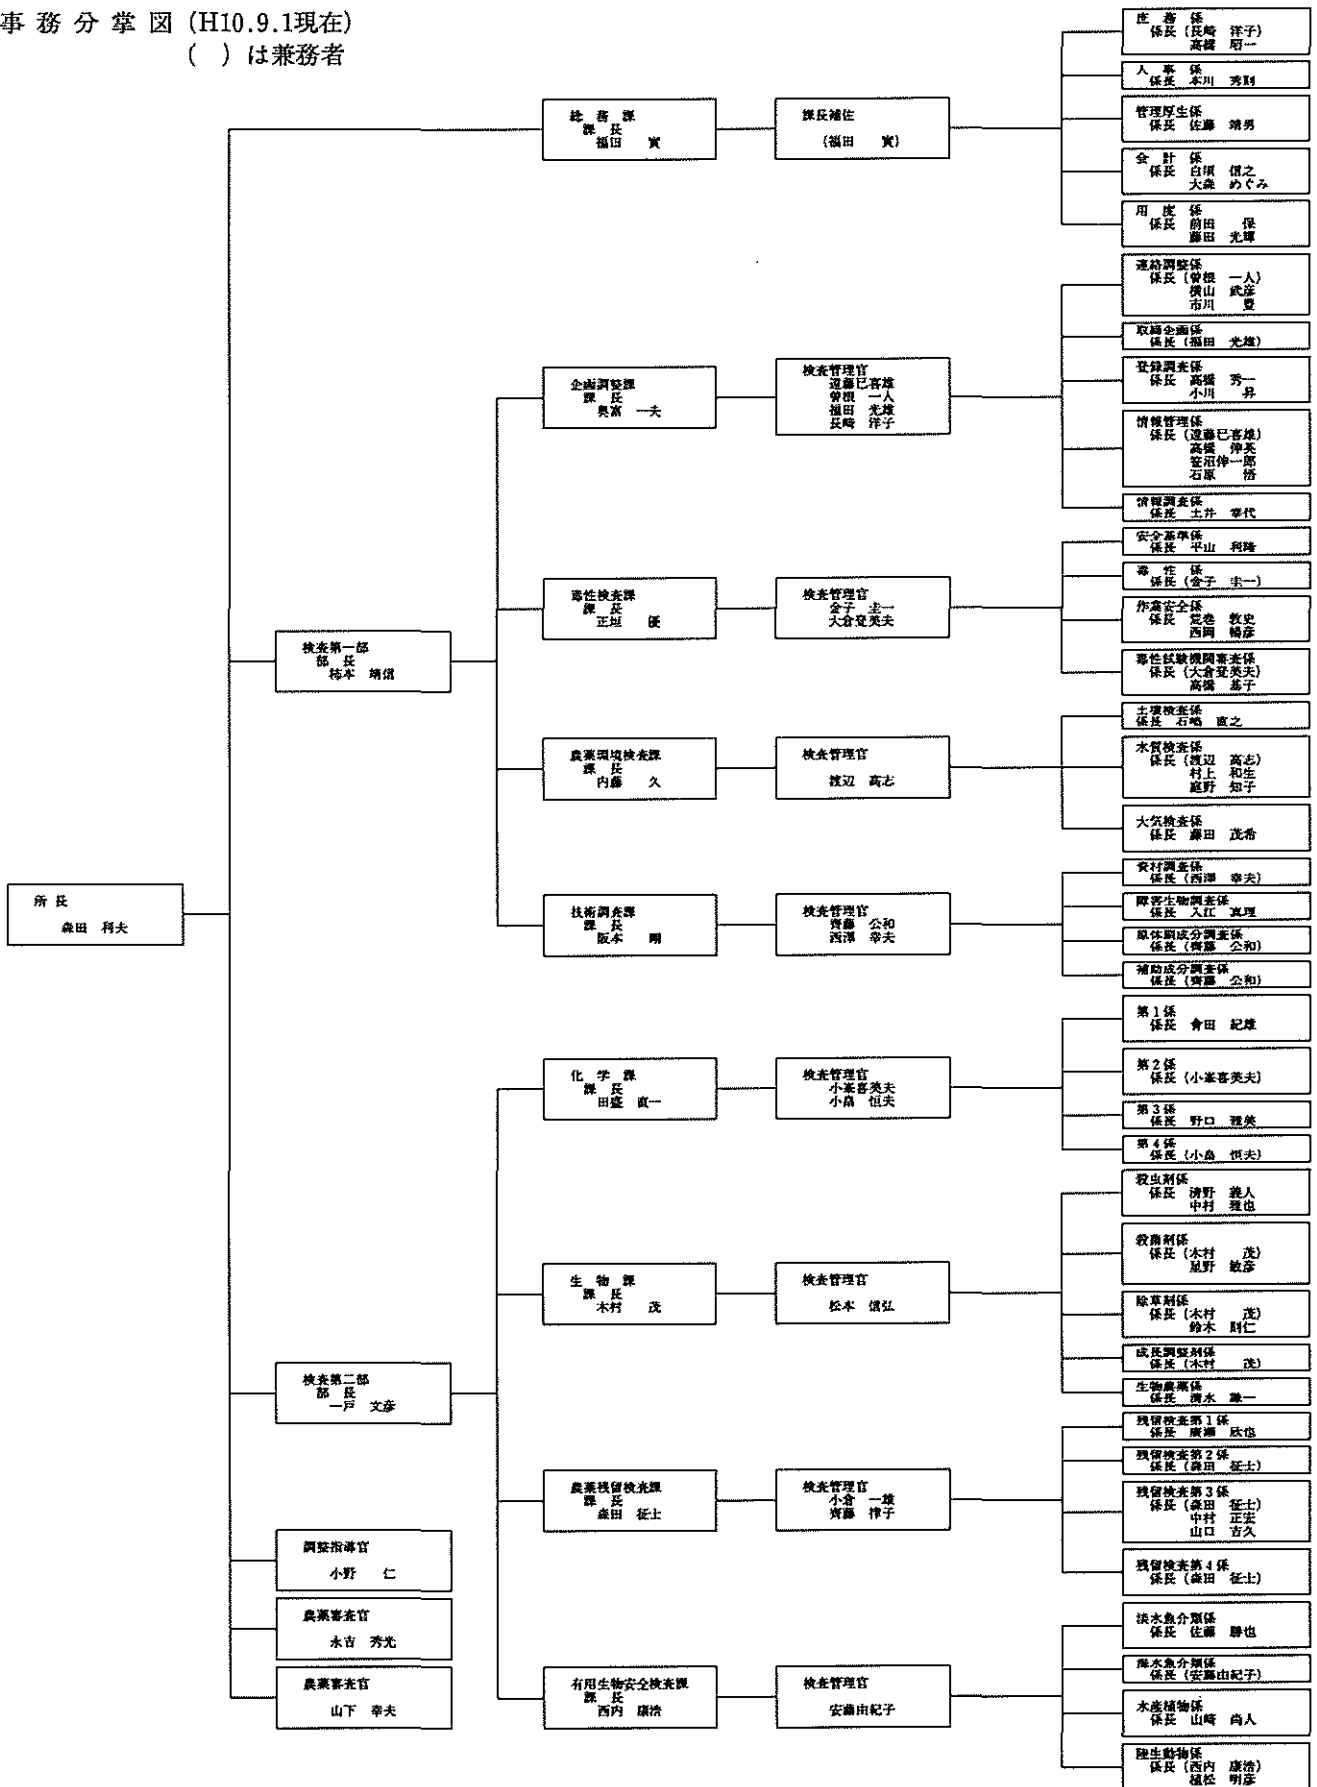 事務分掌図 (H10.9.1現在)
( ) は兼務者
所長
森田 利夫
総務課
課長
福田 實
課長補佐
(福田 實)
庶務係
係長 (長崎 洋子)
高橋 昭一
人事係
係長 本川 秀則
管理厚生係
係長 佐藤 靖男
会計係
係長 白須 信之
大森 めぐみ
用度係
係長 前田 保
藤田 光雄
検査第一部
部長
柿本 靖信
企画調整課
課長
奥富 一夫
検査管理官
遠藤巳喜雄
曽根 一人
福田 光雄
長崎 洋子
連絡調整係
係長 (曽根 一人)
横山 武彦
市川 豊
取締企画係
係長 (福田 光雄)
登録調査係
係長 高橋 秀一
小川 昇
情報管理係
係長 (遠藤巳喜雄)
高橋 伸英
笹沼伸一郎
石原 悟
情報調査係
係長 土井 幸代
毒性検査課
課長
正垣 優
検査管理官
金子 圭一
大倉登美夫
安全基準係
係長 平山 利隆
毒性係
係長 (金子 圭一)
作業安全係
係長 荒巻 敦史
西岡 暢彦
毒性試験機関審査係
係長 (大倉登美夫)
高橋 基子
農薬環境検査課
課長
内藤 久
検査管理官
渡辺 高志
土壌検査係
係長 石嶋 直之
水質検査係
係長 (渡辺 高志)
村上 和生
庭野 知子
大気検査係
係長 藤田 茂希
技術調査課
課長
阪本 剛
検査管理官
齊藤 公和
西澤 幸夫
資材調査係
係長 (西澤 幸夫)
障害生物調査係
係長 入江 真理
原体副成分調査係
係長 (齊藤 公和)
補助成分調査係
係長 (齊藤 公和)
検査第二部
部長
一戸 文彦
化学課
課長
田盛 直一
検査管理官
小峯喜美夫
小畠 恒夫
第1係
係長 會田 紀雄
第2係
係長 (小峯喜美夫)
第3係
係長 野口 雅美
第4係
係長 (小畠 恒夫)
生物課
課長
木村 茂
検査管理官
松本 信弘
殺虫剤係
係長 清野 義人
中村 雅也
殺菌剤係
係長 (木村 茂)
星野 敏彦
除草剤係
係長 (木村 茂)
鈴木 則仁
成長調整剤係
係長 (木村 茂)
生物農薬係
係長 清水 謙一
農薬残留検査課
課長
森田 征士
検査管理官
小倉 一雄
齊藤 律子
残留検査第1係
係長 廣瀬 欣也
残留検査第2係
係長 (森田 征士)
残留検査第3係
係長 (森田 征士)
中村 正宏
山口 吉久
残留検査第4係
係長 (森田 征士)
有用生物安全検査課
課長
西内 康浩
検査管理官
安藤由紀子
淡水魚介類係
係長 佐藤 勝也
海水魚介類係
係長 (安藤由紀子)
水産植物係
係長 山崎 尚人
陸生動物係
係長 (西内 康浩)
植松 明彦
調整指導官
小野 仁
農薬審査官
永吉 秀光
農薬審査官
山下 幸夫